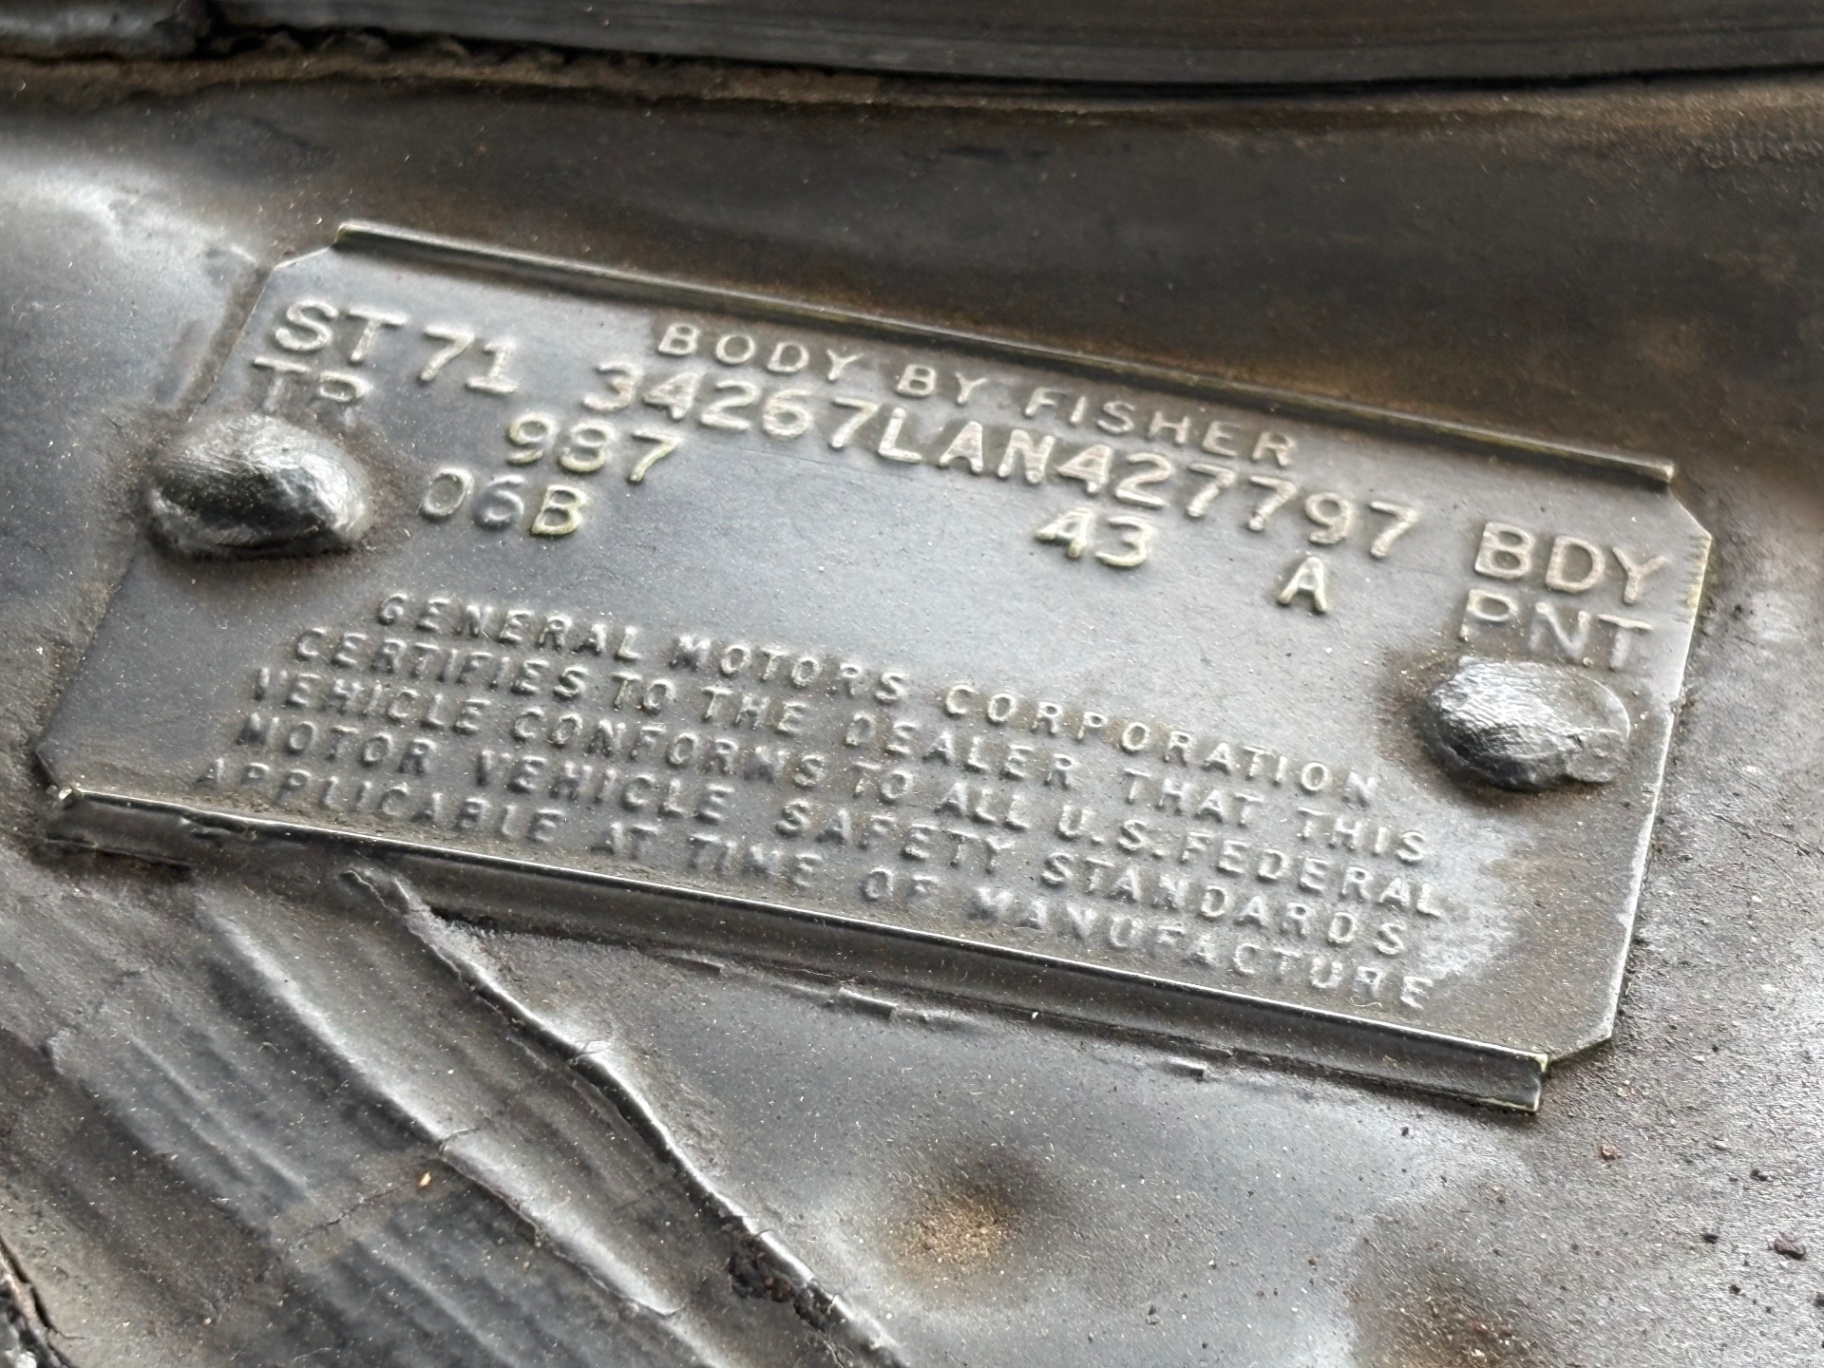 BODY BY FISHER
ST 71 34267LAN427797 BDY
TR 987 43 A PNT
06B
GENERAL MOTORS CORPORATION
CERTIFIES TO THE DEALER THAT THIS
VEHICLE CONFORMS TO ALL U.S. FEDERAL
MOTOR VEHICLE SAFETY STANDARDS
APPLICABLE AT TIME OF MANUFACTURE